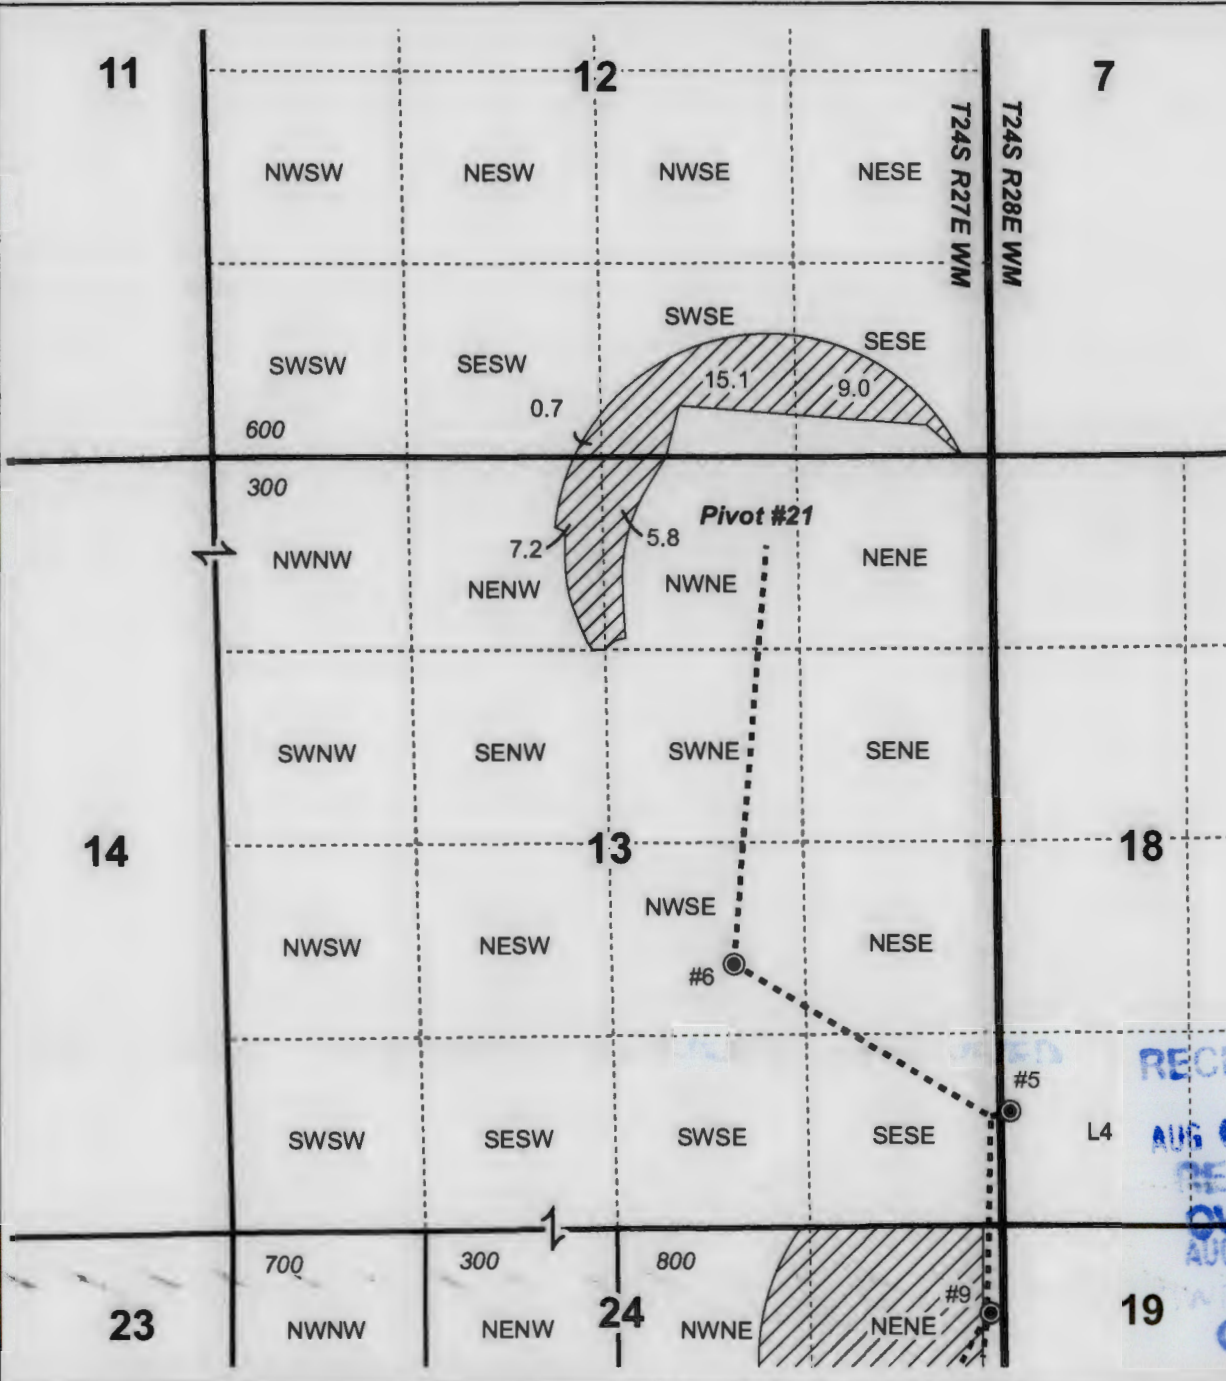 11
12
7
T24S R27E WM
T24S R28E WM
NWSW
NESW
NWSE
NESE
SWSE
SESE
SWSW
SESW
15.1
9.0
0.7
600
300
Pivot #21
7.2
5.8
NWNW
NENW
NWNE
NENE
SWNW
SENW
SWNE
SENE
14
13
18
NWSE
NWSW
NESW
NESE
#6
#5
SWSW
SESW
SWSE
SESE
L4
AUG
AUG
700
300
800
#9
23
NWNW
NENW
24
NWNE
NENE
19